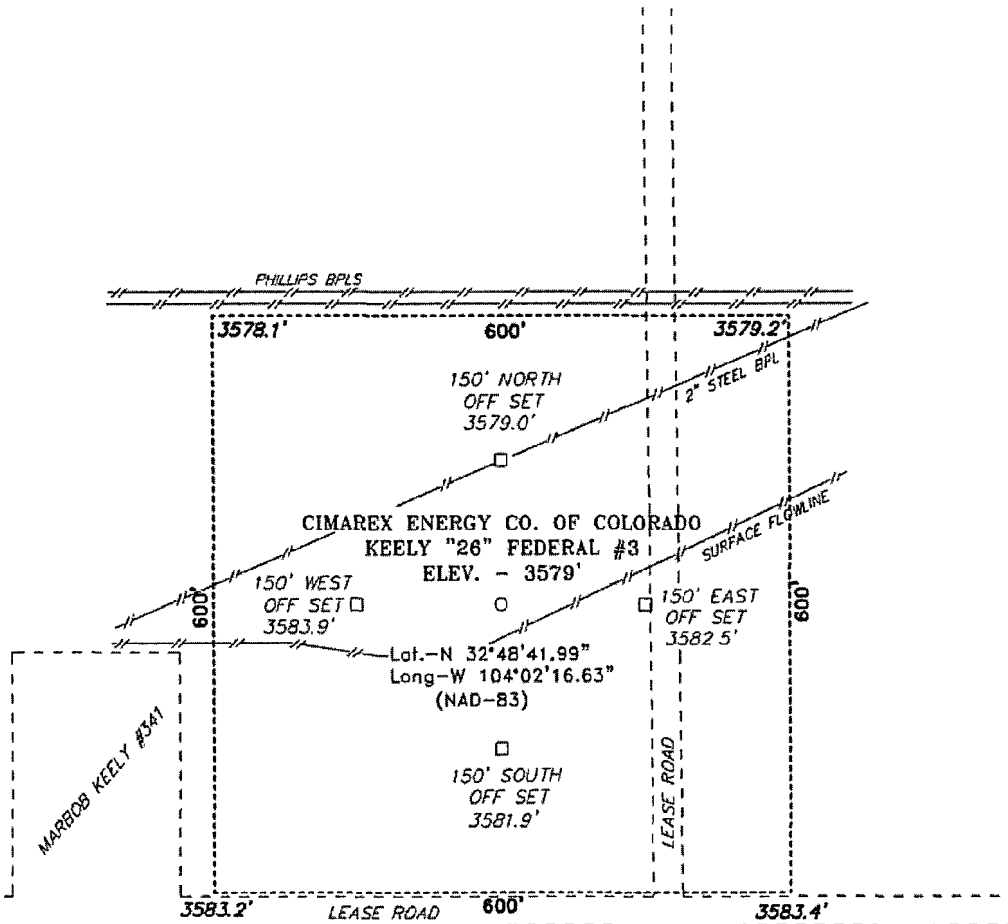 PHILLIPS BPLS
3578.1'
600'
3579.2'
150' NORTH
OFF SET
3579.0'
2" STEEL BPL
CIMAREX ENERGY CO. OF COLORADO
KEELY "26" FEDERAL #3
ELEV. - 3579'
SURFACE FLOWLINE
600'
150' WEST
OFF SET
3583.9'
150' EAST
OFF SET
3582.5'
600'
Lat.-N 32°48'41.99"
Long-W 104°02'16.63"
(NAD-83)
MARBOB KEELY #341
150' SOUTH
OFF SET
3581.9'
LEASE ROAD
3583.2'
LEASE ROAD
600'
3583.4'